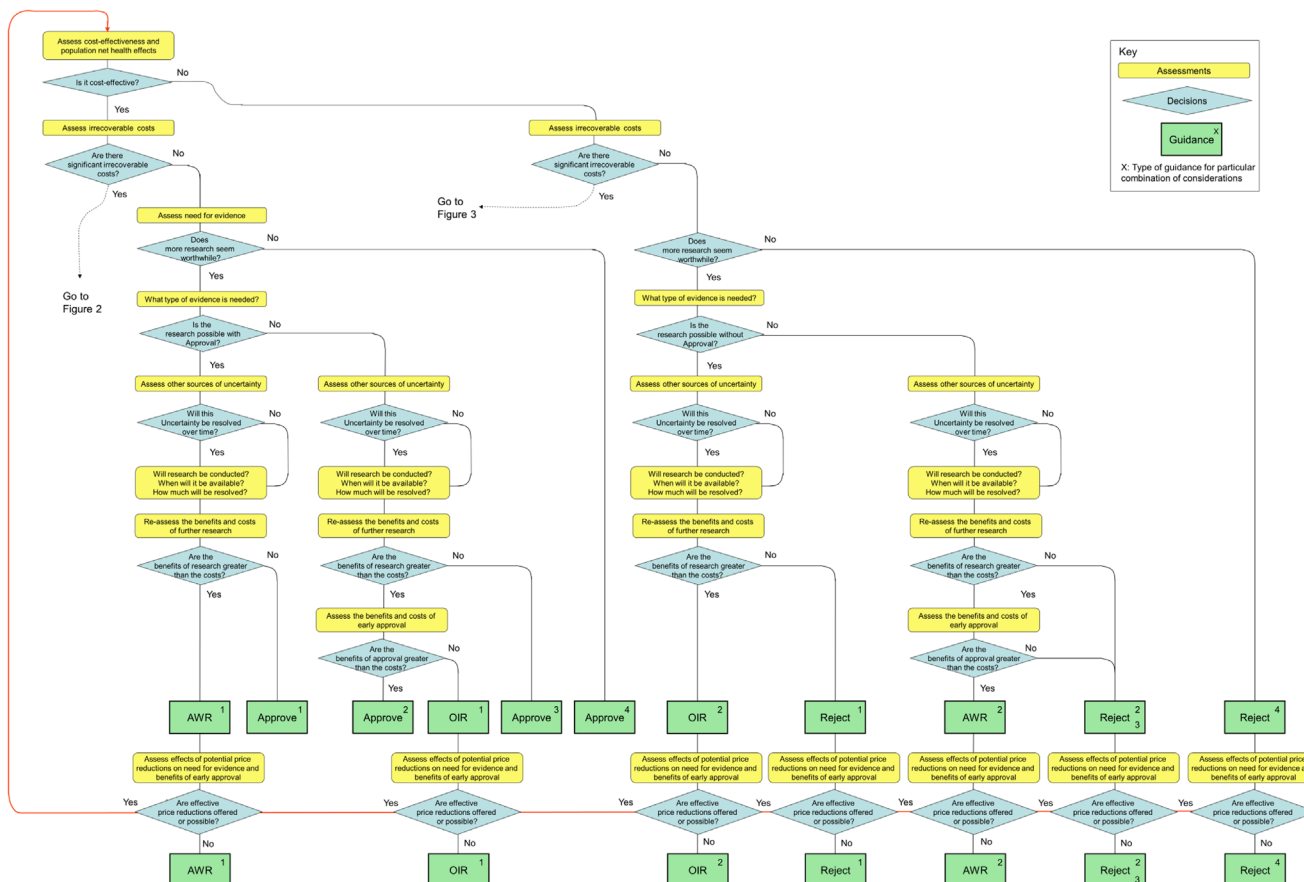 Assess cost-effectiveness and
population net health effects
Is it cost-effective?
No
Yes
Key
Assessments
Decisions
Guidance X
X: Type of guidance for particular
combination of considerations
Assess irrecoverable costs
Are there
significant irrecoverable
costs?
No
Yes
Go to
Figure 2
Assess irrecoverable costs
Are there
significant irrecoverable
costs?
No
Yes
Go to
Figure 3
Assess need for evidence
Does
more research seem
worthwhile?
No
Yes
What type of evidence is needed?
Is the
research possible with
Approval?
No
Yes
Assess other sources of uncertainty
Will this
Uncertainty be resolved
over time?
No
Yes
Will research be conducted?
When will it be available?
How much will be resolved?
Re-assess the benefits and costs
of further research
Are the
benefits of research greater
than the costs?
No
Yes
Assess other sources of uncertainty
Will this
Uncertainty be resolved
over time?
No
Yes
Will research be conducted?
When will it be available?
How much will be resolved?
Re-assess the benefits and costs
of further research
Are the
benefits of research greater
than the costs?
No
Yes
Assess the benefits and costs of
early approval
Are the
benefits of approval greater
than the costs?
No
Yes
Does
more research seem
worthwhile?
No
Yes
What type of evidence is needed?
Is the
research possible without
Approval?
No
Yes
Assess other sources of uncertainty
Will this
Uncertainty be resolved
over time?
No
Yes
Will research be conducted?
When will it be available?
How much will be resolved?
Re-assess the benefits and costs
of further research
Are the
benefits of research greater
than the costs?
No
Yes
Assess other sources of uncertainty
Will this
Uncertainty be resolved
over time?
No
Yes
Will research be conducted?
When will it be available?
How much will be resolved?
Re-assess the benefits and costs
of further research
Are the
benefits of research greater
than the costs?
No
Yes
Assess the benefits and costs of
early approval
Are the
benefits of approval greater
than the costs?
No
Yes
AWR 1
Approve 1
Approve 2
OIR 1
Approve 3
Approve 4
OIR 2
Reject 1
AWR 2
Reject 2
3
Reject 4
Assess effects of potential price
reductions on need for evidence and
benefits of early approval
Assess effects of potential price
reductions on need for evidence and
benefits of early approval
Assess effects of potential price
reductions on need for evidence and
benefits of early approval
Assess effects of potential price
reductions on need for evidence and
benefits of early approval
Assess effects of potential price
reductions on need for evidence and
benefits of early approval
Assess effects of potential price
reductions on need for evidence and
benefits of early approval
Assess effects of potential price
reductions on need for evidence and
benefits of early approval
Yes
Are effective
price reductions offered
or possible?
No
Yes
Are effective
price reductions offered
or possible?
No
Yes
Are effective
price reductions offered
or possible?
No
Yes
Are effective
price reductions offered
or possible?
No
Yes
Are effective
price reductions offered
or possible?
No
Yes
Are effective
price reductions offered
or possible?
No
Yes
Are effective
price reductions offered
or possible?
No
AWR 1
OIR 1
OIR 2
Reject 1
AWR 2
Reject 2
3
Reject 4